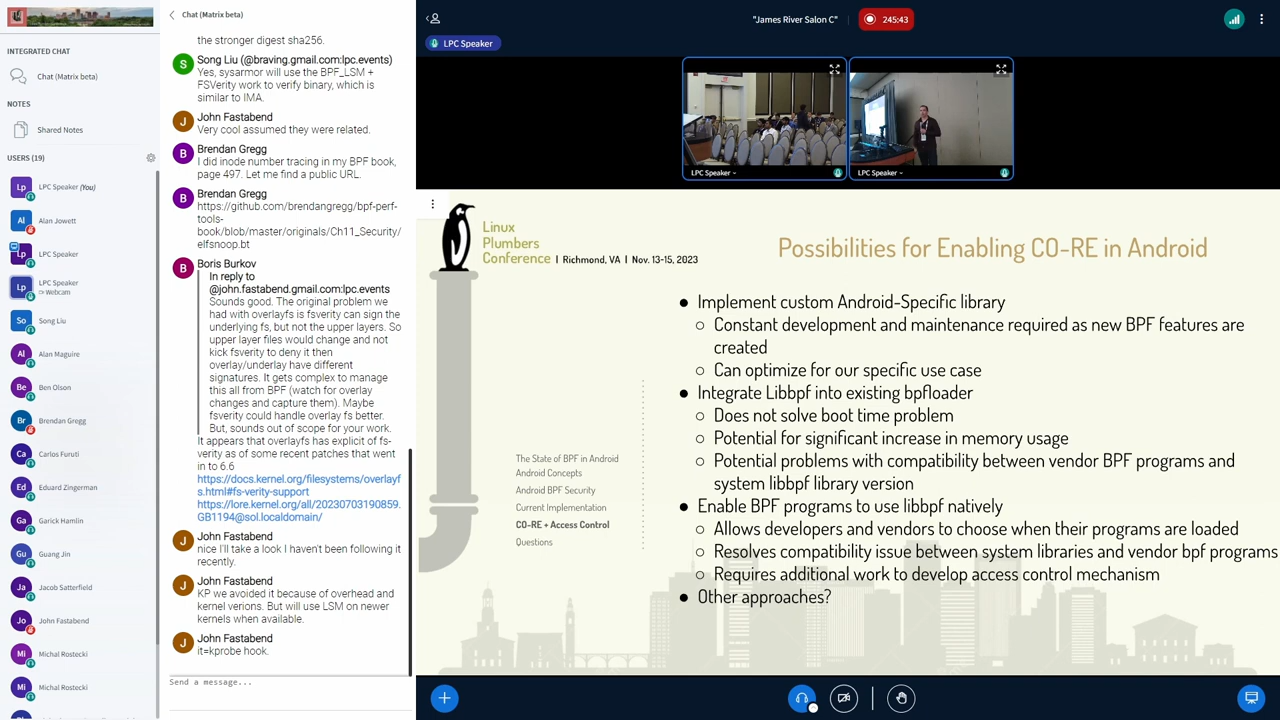 INTEGRATED CHAT
Chat (Matrix beta)
NOTES
Shared Notes
USERS (19)
Lp LPC Speaker (You)
Al Alan Jowett
Lp LPC Speaker
Lp LPC Speaker
Webcam
So Song Liu
Al Alan Maguire
Be Ben Olson
Br Brendan Gregg
Ca Carlos Furuti
Ed Eduard Zingerman
Ga Garick Hamlin
Gu Guang Jin
Ja Jacob Satterfield
Jo John Fastabend
Mi Michal Rostecki
Mi Michal Rostecki
Chat (Matrix beta)
the stronger digest sha256.
S Song Liu (@braving.gmail.com:lpc.events)
Yes, sysarmor will use the BPF_LSM +
FSVerity work to verify binary, which is
similar to IMA.
J John Fastabend
Very cool assumed they were related.
B Brendan Gregg
I did inode number tracing in my BPF book,
page 497. Let me find a public URL.
B Brendan Gregg
https://github.com/brendangregg/bpf-perf-
tools-
book/blob/master/originals/Ch11_Security/
elfsnoop.bt
B Boris Burkov
In reply to
@john.fastabend.gmail.com:lpc.events
Sounds good. The original problem we
had with overlayfs is fsverity can sign the
underlying fs, but not the upper layers. So
upper layer files would change and not
kick fsverity to deny it then
overlay/underlay have different
signatures. It gets complex to manage
this all from BPF (watch for overlay
changes and capture them). Maybe
fsverity could handle overlay fs better.
But, sounds out of scope for your work.
It appears that overlayfs has explicit of fs-
verity as of some recent patches that went
in to 6.6
https://docs.kernel.org/filesystems/overlayf
s.html#fs-verity-support
https://lore.kernel.org/all/20230703190859.
GB1194@sol.localdomain/
J John Fastabend
nice I'll take a look I haven't been following it
recently.
J John Fastabend
KP we avoided it because of overhead and
kernel verions. But will use LSM on newer
kernels when available.
J John Fastabend
it=kprobe hook.
Send a message...
"James River Salon C"
245:43
LPC Speaker
LPC Speaker
LPC Speaker
Linux
Plumbers
Conference | Richmond, VA | Nov. 13-15, 2023
Possibilities for Enabling CO-RE in Android
The State of BPF in Android
Android Concepts
Android BPF Security
Current Implementation
CO-RE + Access Control
Questions
● Implement custom Android-Specific library
○ Constant development and maintenance required as new BPF features are
created
○ Can optimize for our specific use case
● Integrate Libbpf into existing bpfloader
○ Does not solve boot time problem
○ Potential for significant increase in memory usage
○ Potential problems with compatibility between vendor BPF programs and
system libbpf library version
● Enable BPF programs to use libbpf natively
○ Allows developers and vendors to choose when their programs are loaded
○ Resolves compatibility issue between system libraries and vendor bpf programs
○ Requires additional work to develop access control mechanism
● Other approaches?